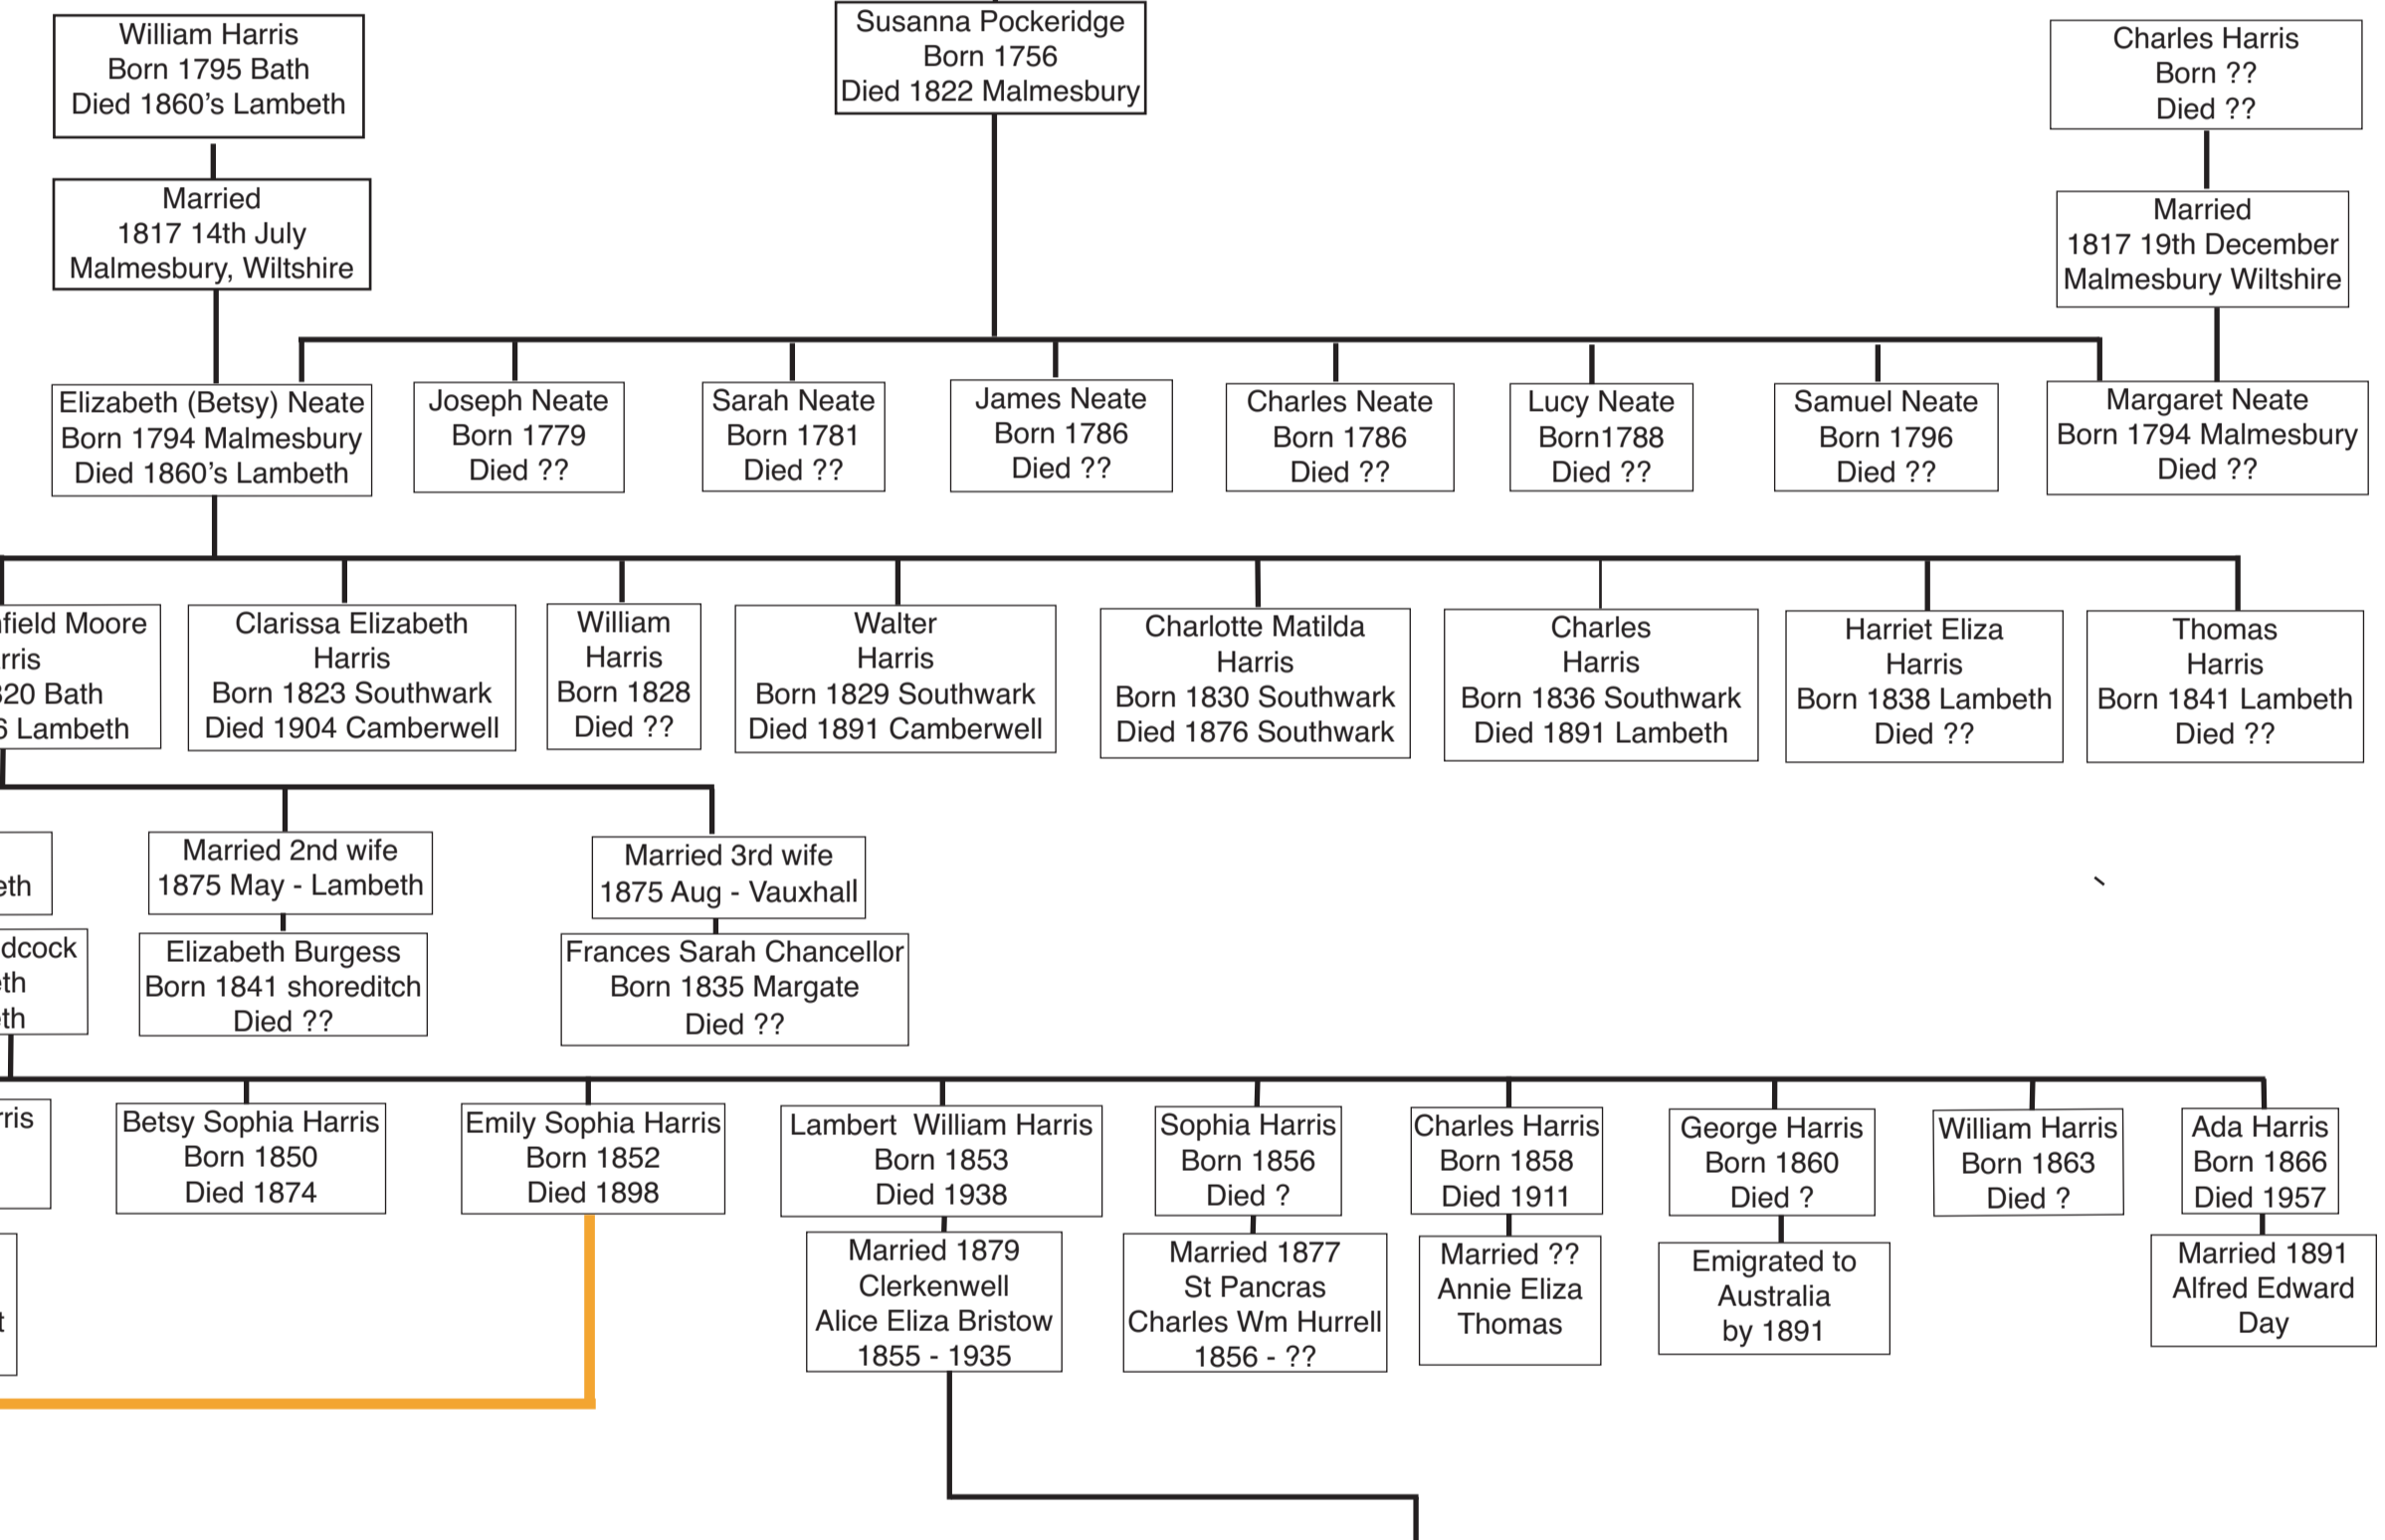 William Harris
Born 1795 Bath
Died 1860’s Lambeth
Susanna Pockeridge
Born 1756
Died 1822 Malmesbury
Charles Harris
Born ??
Died ??
Married
1817 14th July
Malmesbury, Wiltshire
Married
1817 19th December
Malmesbury Wiltshire
Elizabeth (Betsy) Neate
Born 1794 Malmesbury
Died 1860’s Lambeth
Joseph Neate
Born 1779
Died ??
Sarah Neate
Born 1781
Died ??
James Neate
Born 1786
Died ??
Charles Neate
Born 1786
Died ??
Lucy Neate
Born1788
Died ??
Samuel Neate
Born 1796
Died ??
Margaret Neate
Born 1794 Malmesbury
Died ??
field Moore
rris
20 Bath
6 Lambeth
Clarissa Elizabeth
Harris
Born 1823 Southwark
Died 1904 Camberwell
William
Harris
Born 1828
Died ??
Walter
Harris
Born 1829 Southwark
Died 1891 Camberwell
Charlotte Matilda
Harris
Born 1830 Southwark
Died 1876 Southwark
Charles
Harris
Born 1836 Southwark
Died 1891 Lambeth
Harriet Eliza
Harris
Born 1838 Lambeth
Died ??
Thomas
Harris
Born 1841 Lambeth
Died ??
eth
Married 2nd wife
1875 May - Lambeth
Married 3rd wife
1875 Aug - Vauxhall
dcock
eth
eth
Elizabeth Burgess
Born 1841 shoreditch
Died ??
Frances Sarah Chancellor
Born 1835 Margate
Died ??
rris
Betsy Sophia Harris
Born 1850
Died 1874
Emily Sophia Harris
Born 1852
Died 1898
Lambert William Harris
Born 1853
Died 1938
Sophia Harris
Born 1856
Died ?
Charles Harris
Born 1858
Died 1911
George Harris
Born 1860
Died ?
William Harris
Born 1863
Died ?
Ada Harris
Born 1866
Died 1957
t
Married 1879
Clerkenwell
Alice Eliza Bristow
1855 - 1935
Married 1877
St Pancras
Charles Wm Hurrell
1856 - ??
Married ??
Annie Eliza
Thomas
Emigrated to
Australia
by 1891
Married 1891
Alfred Edward
Day